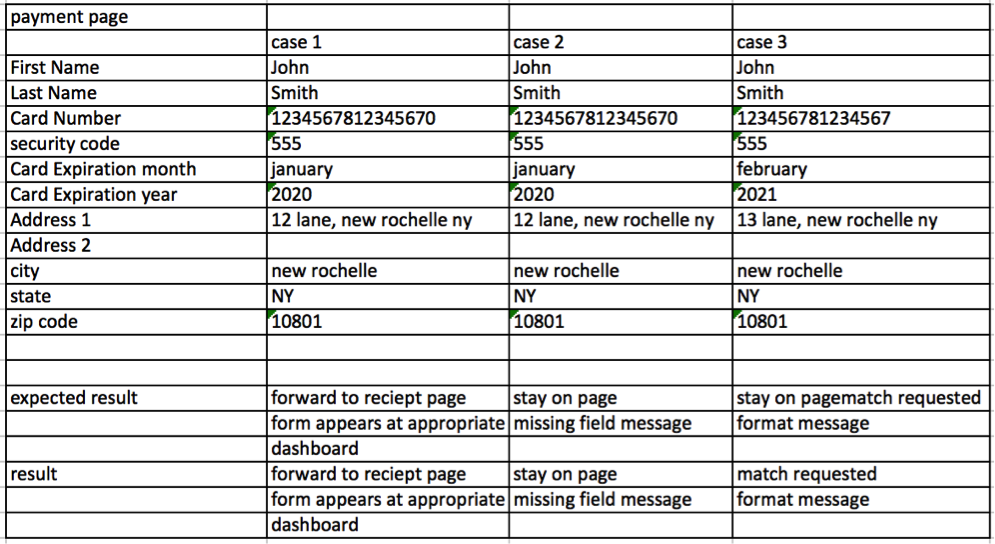 payment page
case 1 case 2 case 3
First Name John John John
Last Name Smith Smith Smith
Card Number 1234567812345670 1234567812345670 123456781234567
security code 555 555 555
Card Expiration month january january february
Card Expiration year 2020 2020 2021
Address 1 12 lane, new rochelle ny 12 lane, new rochelle ny 13 lane, new rochelle ny
Address 2
city new rochelle new rochelle new rochelle
state NY NY NY
zip code 10801 10801 10801
expected result forward to reciept page stay on page stay on pagematch requested
form appears at appropriate missing field message format message
dashboard
result forward to reciept page stay on page match requested
form appears at appropriate missing field message format message
dashboard